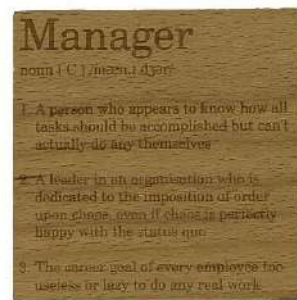 Manager
noun [ C ]
1. A person who appears to know how all
tasks should be accomplished but can't
actually do any themselves
2. A leader in an organisation who is
dedicated to the imposition of order
upon chaos, even if chaos is perfectly
happy with the status quo
3. The career goal of every employee too
useless or lazy to do any real work